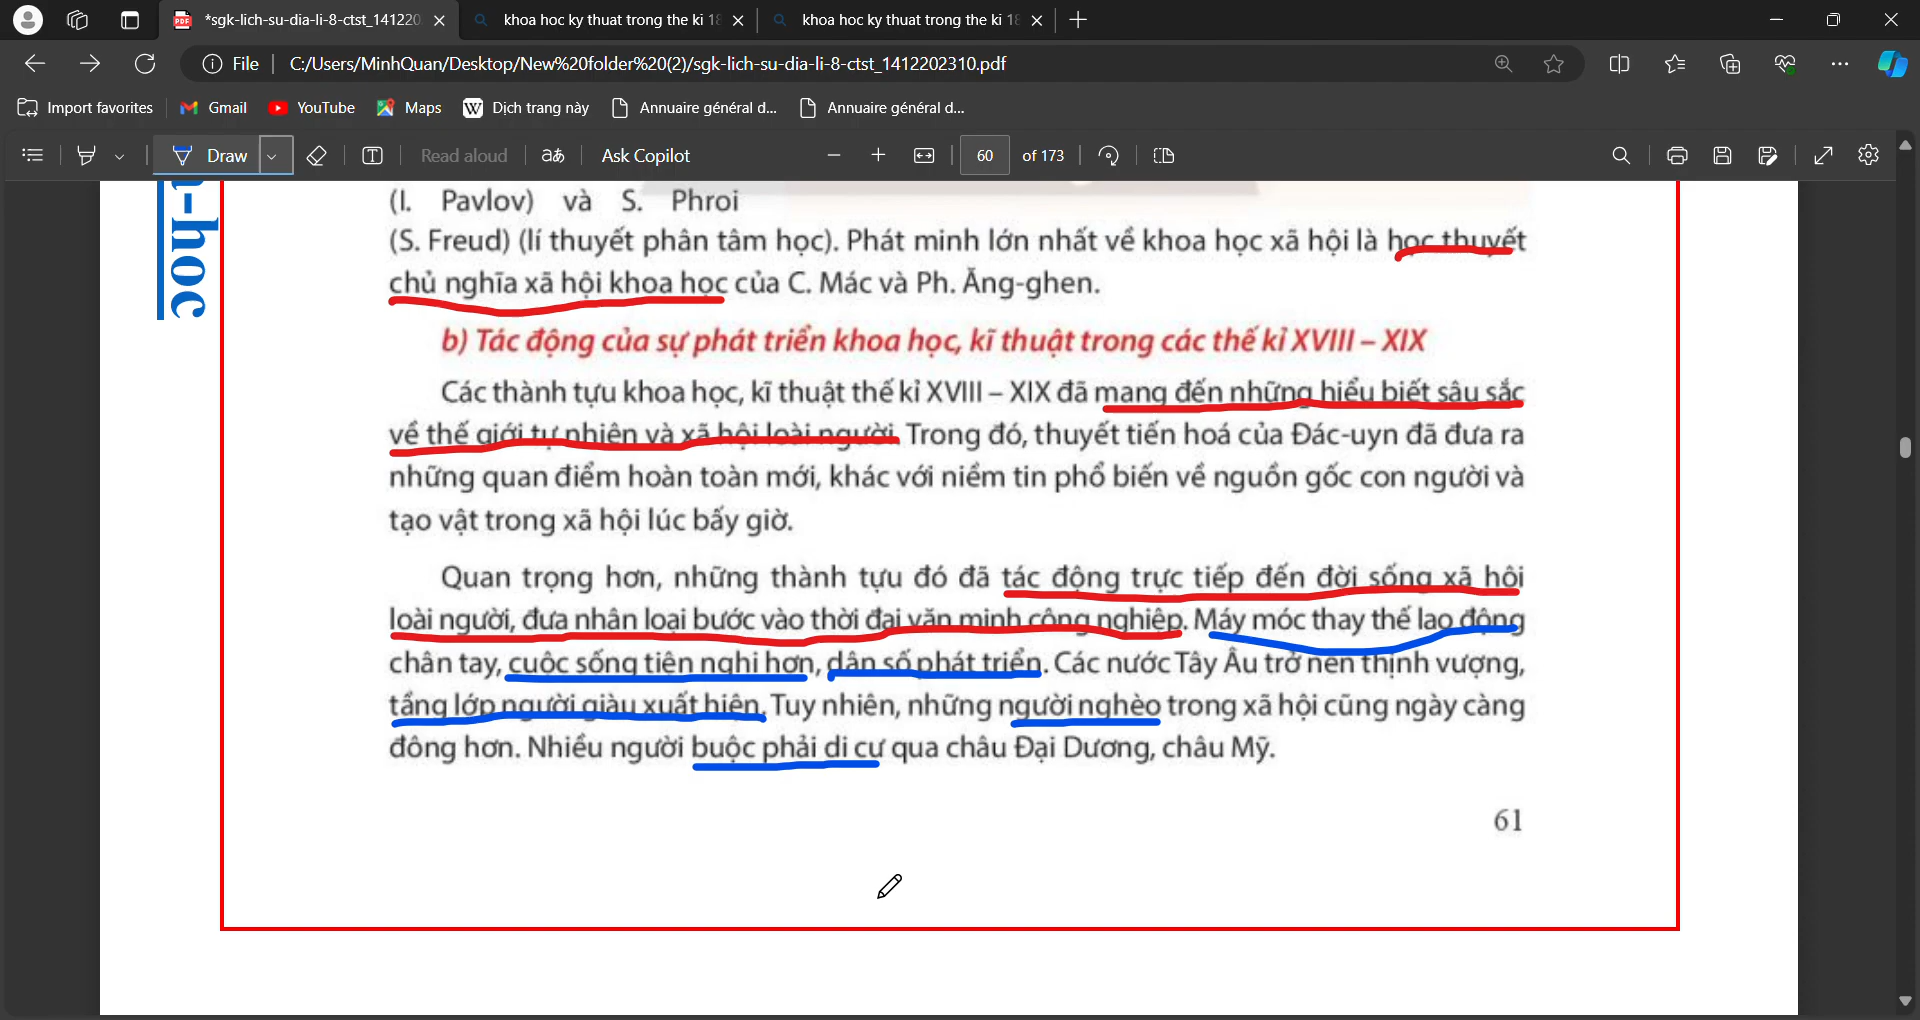 *sgk-lich-su-dia-li-8-ctst_141220
khoa hoc ky thuat trong the ki 18
khoa hoc ky thuat trong the ki 18
File
C:/Users/MinhQuan/Desktop/New%20folder%20(2)/sgk-lich-su-dia-li-8-ctst_1412202310.pdf
Import favorites
Gmail
YouTube
Maps
Dịch trang này
Annuaire général d...
Annuaire général d...
Draw
Read aloud
aあ
Ask Copilot
60
of 173
-hoc
(I. Pavlov) và S. Phroi
(S. Freud) (lí thuyết phân tâm học). Phát minh lớn nhất về khoa học xã hội là học thuyết
chủ nghĩa xã hội khoa học của C. Mác và Ph. Ăng-ghen.
b) Tác động của sự phát triển khoa học, kĩ thuật trong các thế kỉ XVIII – XIX
Các thành tựu khoa học, kĩ thuật thế kỉ XVIII – XIX đã mang đến những hiểu biết sâu sắc
về thế giới tự nhiên và xã hội loài người. Trong đó, thuyết tiến hoá của Đác-uyn đã đưa ra
những quan điểm hoàn toàn mới, khác với niềm tin phổ biến về nguồn gốc con người và
tạo vật trong xã hội lúc bấy giờ.
Quan trọng hơn, những thành tựu đó đã tác động trực tiếp đến đời sống xã hội
loài người, đưa nhân loại bước vào thời đại văn minh công nghiệp. Máy móc thay thế lao động
chân tay, cuộc sống tiện nghi hơn, dân số phát triển. Các nước Tây Âu trở nên thịnh vượng,
tầng lớp người giàu xuất hiện. Tuy nhiên, những người nghèo trong xã hội cũng ngày càng
đông hơn. Nhiều người buộc phải di cư qua châu Đại Dương, châu Mỹ.
61